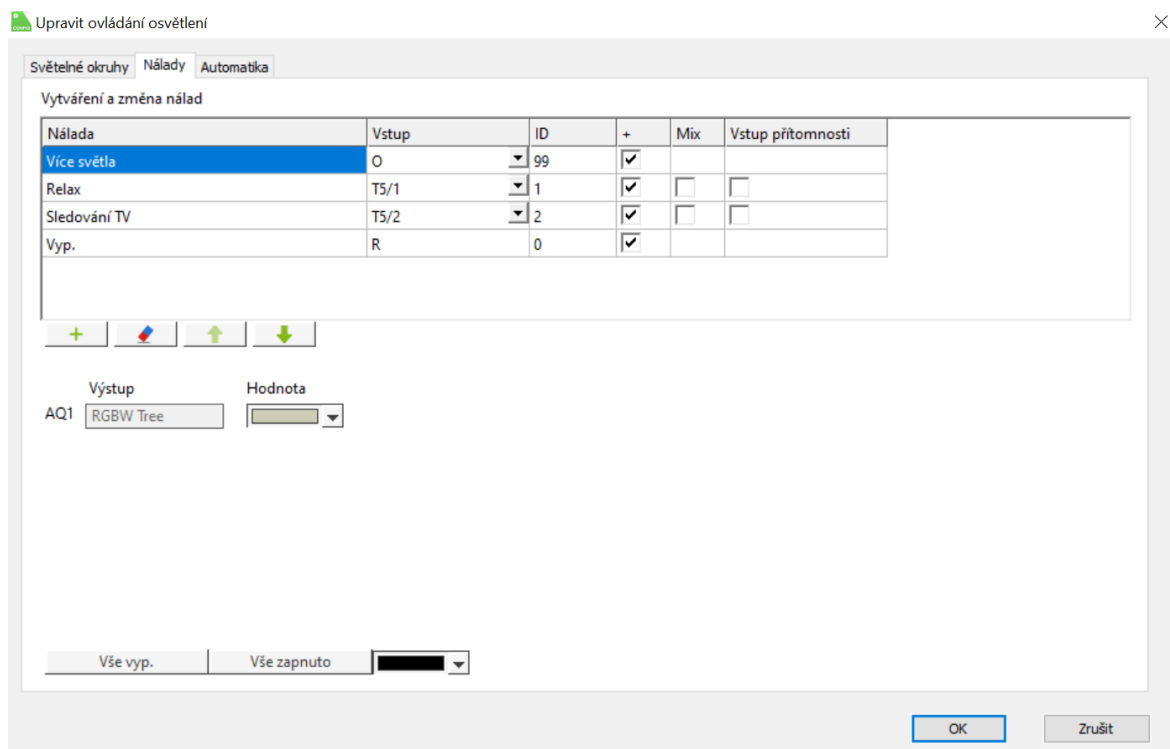 Upravit ovládání osvětlení
Světelné okruhy Nálady Automatika
Vytváření a změna nálad
Nálada Vstup ID + Mix Vstup přítomnosti
Více světla O 99
Relax T5/1 1
Sledování TV T5/2 2
Vyp. R 0
Výstup Hodnota
AQ1 RGBW Tree
Vše vyp. Vše zapnuto
OK Zrušit